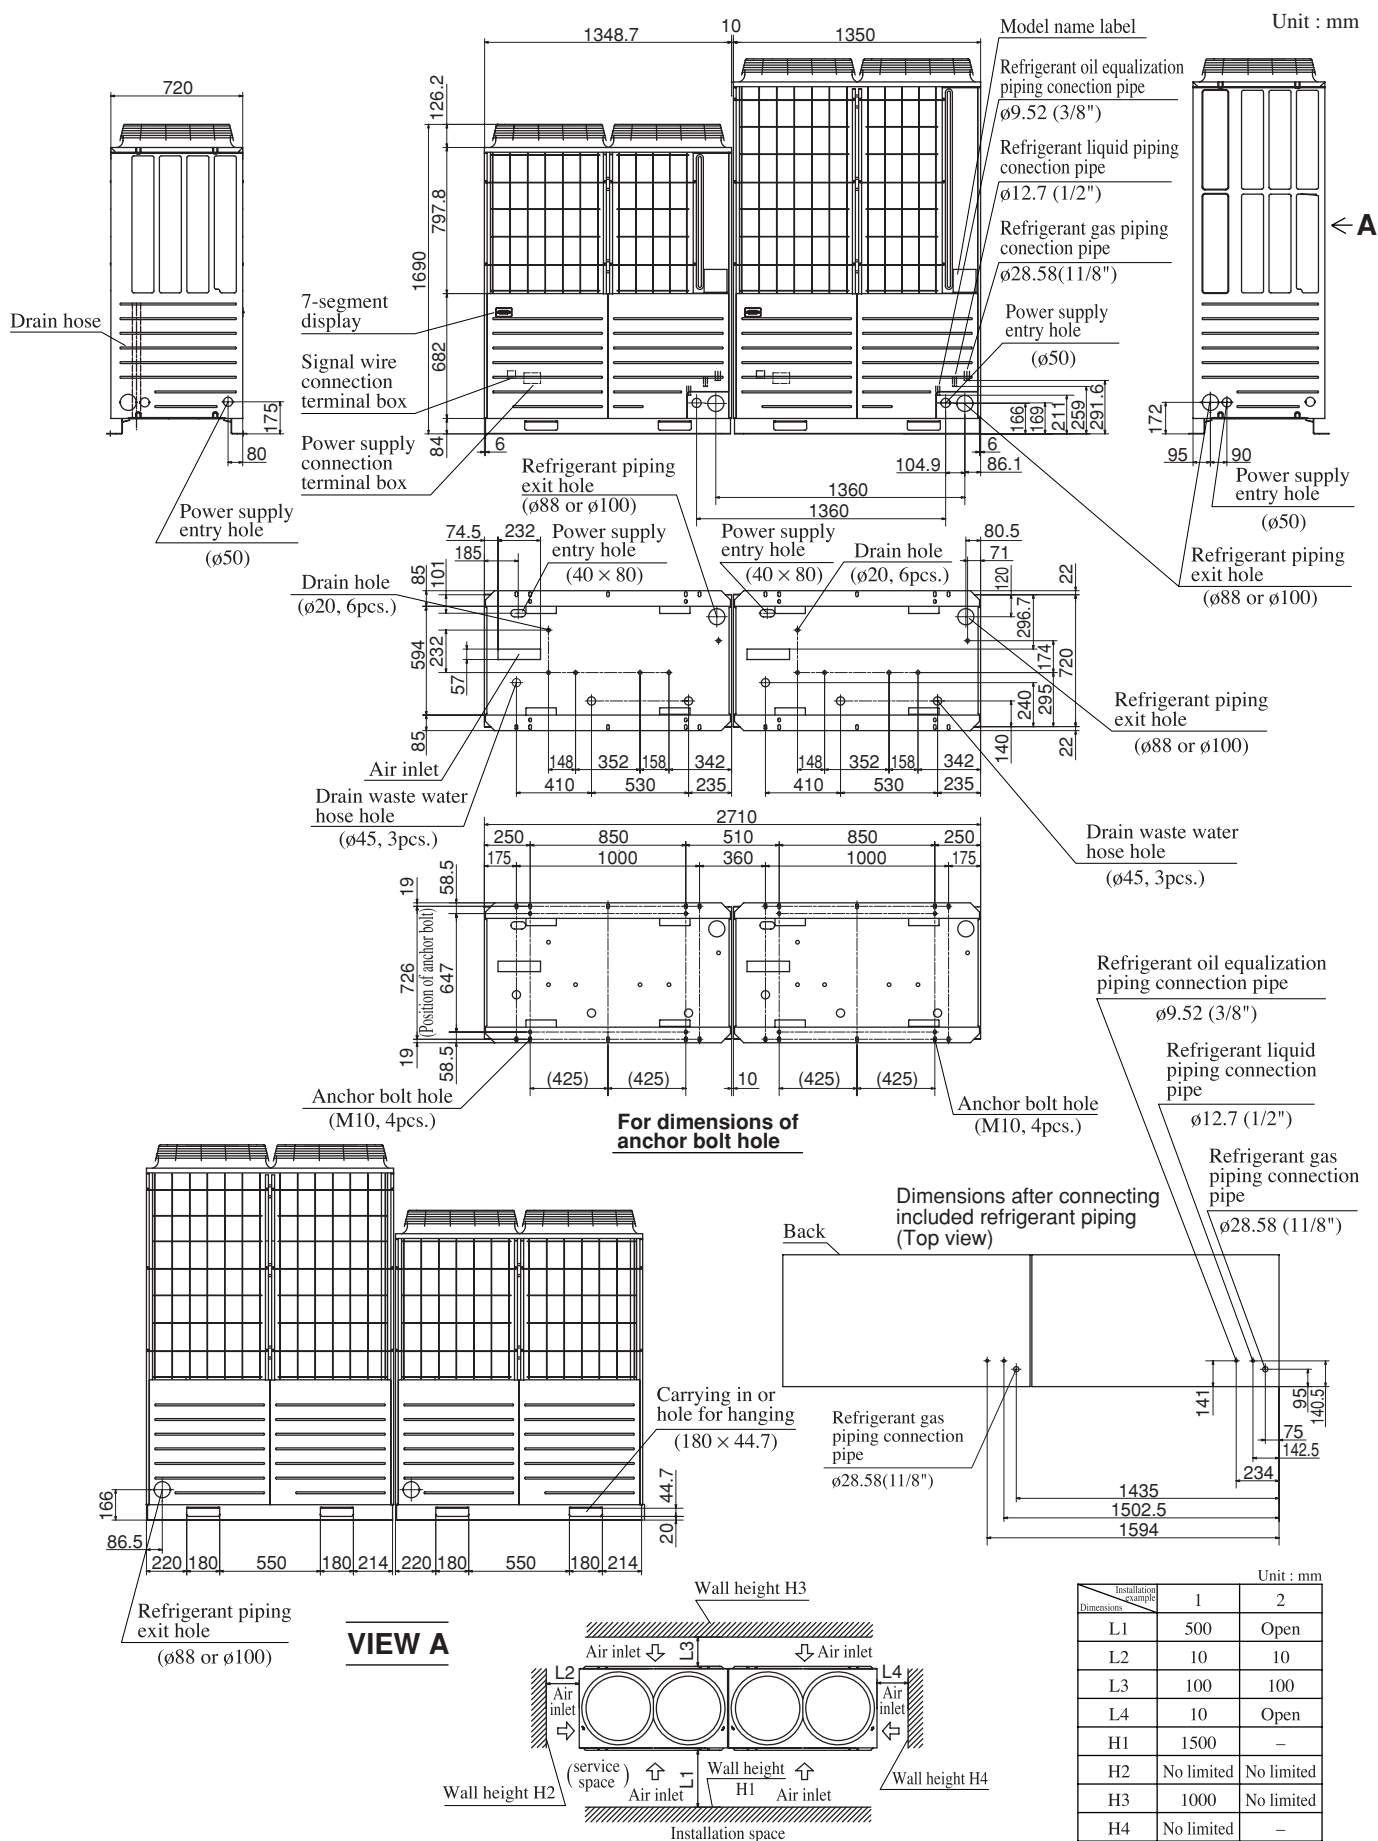 Unit : mm
10
1348.7
1350
Model name label
Refrigerant oil equalization
piping conection pipe
ø9.52 (3/8")
Refrigerant liquid piping
conection pipe
ø12.7 (1/2")
Refrigerant gas piping
conection pipe
ø28.58(11/8")
Power supply
entry hole
(ø50)
720
126.2
797.8
1690
682
84
A
7-segment
display
Drain hose
Signal wire
connection
terminal box
Power supply
connection
terminal box
175
80
Power supply
entry hole
(ø50)
6
166
169
211
259
291.6
6
104.9
86.1
1360
1360
172
95
90
Power supply
entry hole
(ø50)
Refrigerant piping
exit hole
(ø88 or ø100)
Refrigerant piping
exit hole
(ø88 or ø100)
74.5
232
185
Power supply
entry hole
(40 × 80)
Power supply
entry hole
(40 × 80)
Drain hole
(ø20, 6pcs.)
80.5
71
Drain hole
(ø20, 6pcs.)
85
101
594
232
57
85
120
296.7
174
22
720
240
295
140
22
Refrigerant piping
exit hole
(ø88 or ø100)
Air inlet
148
352
158
342
148
352
158
342
410
530
235
410
530
235
Drain waste water
hose hole
(ø45, 3pcs.)
2710
250
850
510
850
250
175
1000
360
1000
175
Drain waste water
hose hole
(ø45, 3pcs.)
19
58.5
726
(Position of anchor bolt)
647
19
58.5
(425)
(425)
10
(425)
(425)
Anchor bolt hole
(M10, 4pcs.)
For dimensions of
anchor bolt hole
Anchor bolt hole
(M10, 4pcs.)
Refrigerant oil equalization
piping connection pipe
ø9.52 (3/8")
Refrigerant liquid
piping connection
pipe
ø12.7 (1/2")
Refrigerant gas
piping connection
pipe
ø28.58 (11/8")
Dimensions after connecting
included refrigerant piping
(Top view)
Back
Carrying in or
hole for hanging
(180 × 44.7)
Refrigerant gas
piping connection
pipe
ø28.58(11/8")
141
95
140.5
75
142.5
234
1435
1502.5
1594
166
86.5
44.7
20
220
180
550
180
214
220
180
550
180
214
Refrigerant piping
exit hole
(ø88 or ø100)
VIEW A
Wall height H3
Air inlet
L3
Air inlet
L2
Air
inlet
L4
Air
inlet
(service
space)
Air inlet
L1
Wall height
H1
Air inlet
Wall height H2
Wall height H4
Installation space
Unit : mm
Installation
example
Dimensions
1
2
L1 500 Open
L2 10 10
L3 100 100
L4 10 Open
H1 1500 –
H2 No limited No limited
H3 1000 No limited
H4 No limited –